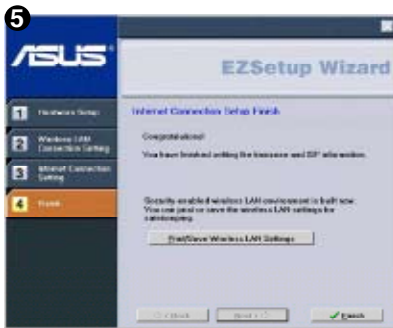 5
ASUS
EZSetup Wizard
1 Hardware Setup
2 Wireless LAN
Connection Setting
3 Internet Connection
Setting
4 Finish
Internet Connection Setup Finish
Congratulations!
You have finished setting the hardware and ISP information.
Security-enabled wireless LAN environment is built now.
You can print or save the wireless LAN settings for
safekeeping.
Print/Save Wireless LAN Settings
< Back
Next >
Finish